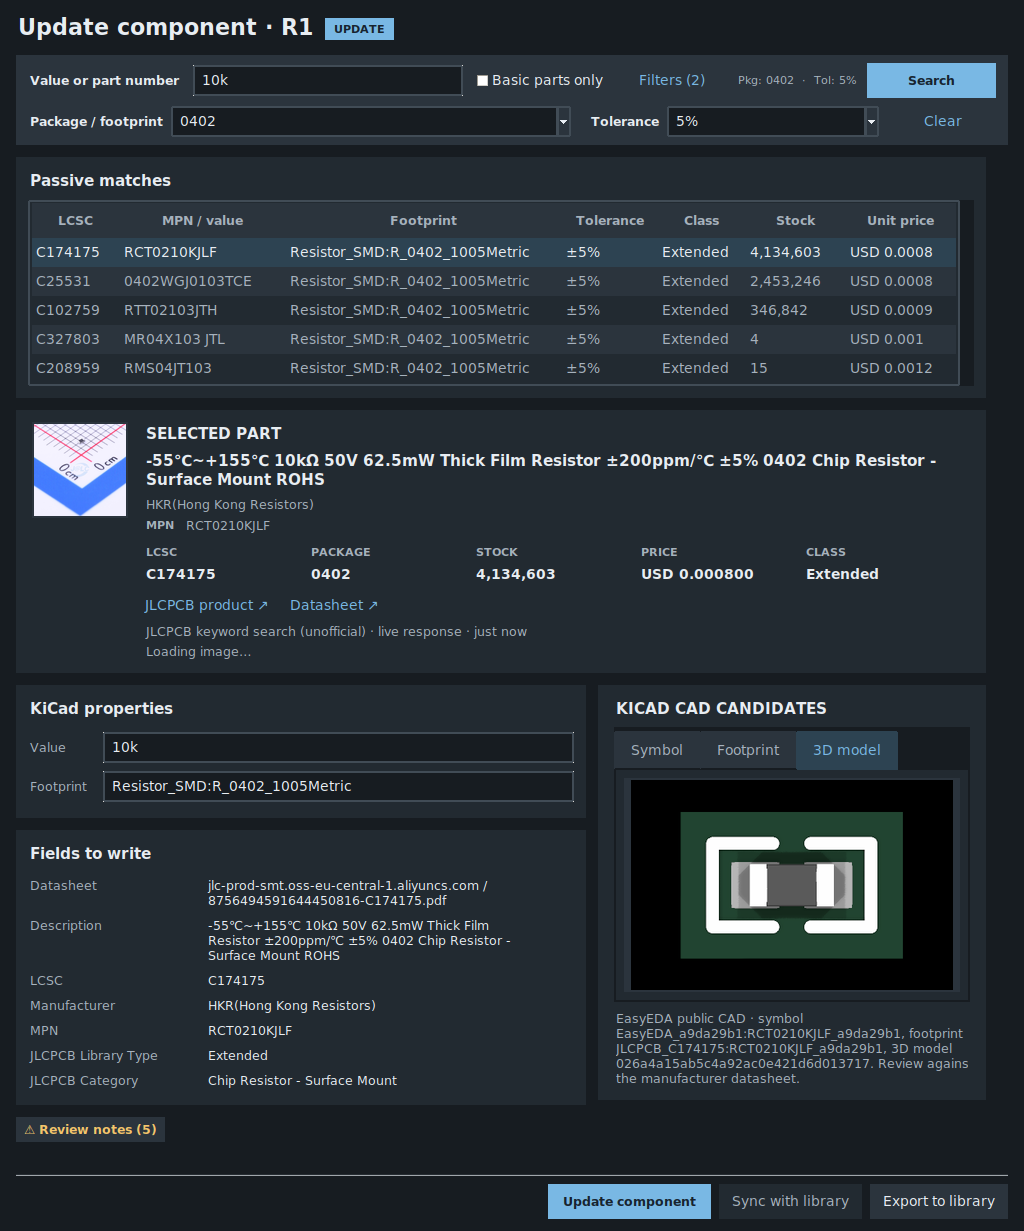 Update component · R1 UPDATE
Value or part number 10k Basic parts only Filters (2) Pkg: 0402 · Tol: 5% Search
Package / footprint 0402 Tolerance 5% Clear
Passive matches
LCSC MPN / value Footprint Tolerance Class Stock Unit price
C174175 RCT0210KJLF Resistor_SMD:R_0402_1005Metric ±5% Extended 4,134,603 USD 0.0008
C25531 0402WGJ0103TCE Resistor_SMD:R_0402_1005Metric ±5% Extended 2,453,246 USD 0.0008
C102759 RTT02103JTH Resistor_SMD:R_0402_1005Metric ±5% Extended 346,842 USD 0.0009
C327803 MR04X103 JTL Resistor_SMD:R_0402_1005Metric ±5% Extended 4 USD 0.001
C208959 RMS04JT103 Resistor_SMD:R_0402_1005Metric ±5% Extended 15 USD 0.0012
0cm 0cm
SELECTED PART
-55℃~+155℃ 10kΩ 50V 62.5mW Thick Film Resistor ±200ppm/℃ ±5% 0402 Chip Resistor -
Surface Mount ROHS
HKR(Hong Kong Resistors)
MPN RCT0210KJLF
LCSC PACKAGE STOCK PRICE CLASS
C174175 0402 4,134,603 USD 0.000800 Extended
JLCPCB product ↗ Datasheet ↗
JLCPCB keyword search (unofficial) · live response · just now
Loading image…
KiCad properties
Value 10k
Footprint Resistor_SMD:R_0402_1005Metric
Fields to write
Datasheet jlc-prod-smt.oss-eu-central-1.aliyuncs.com /
8756494591644450816-C174175.pdf
Description -55℃~+155℃ 10kΩ 50V 62.5mW Thick Film
Resistor ±200ppm/℃ ±5% 0402 Chip Resistor -
Surface Mount ROHS
LCSC C174175
Manufacturer HKR(Hong Kong Resistors)
MPN RCT0210KJLF
JLCPCB Library Type Extended
JLCPCB Category Chip Resistor - Surface Mount
KICAD CAD CANDIDATES
Symbol Footprint 3D model
EasyEDA public CAD · symbol
EasyEDA_a9da29b1:RCT0210KJLF_a9da29b1, footprint
JLCPCB_C174175:RCT0210KJLF_a9da29b1, 3D model
026a4a15ab5c4a92ac0e421d6d013717. Review agains
the manufacturer datasheet.
⚠ Review notes (5)
Update component Sync with library Export to library